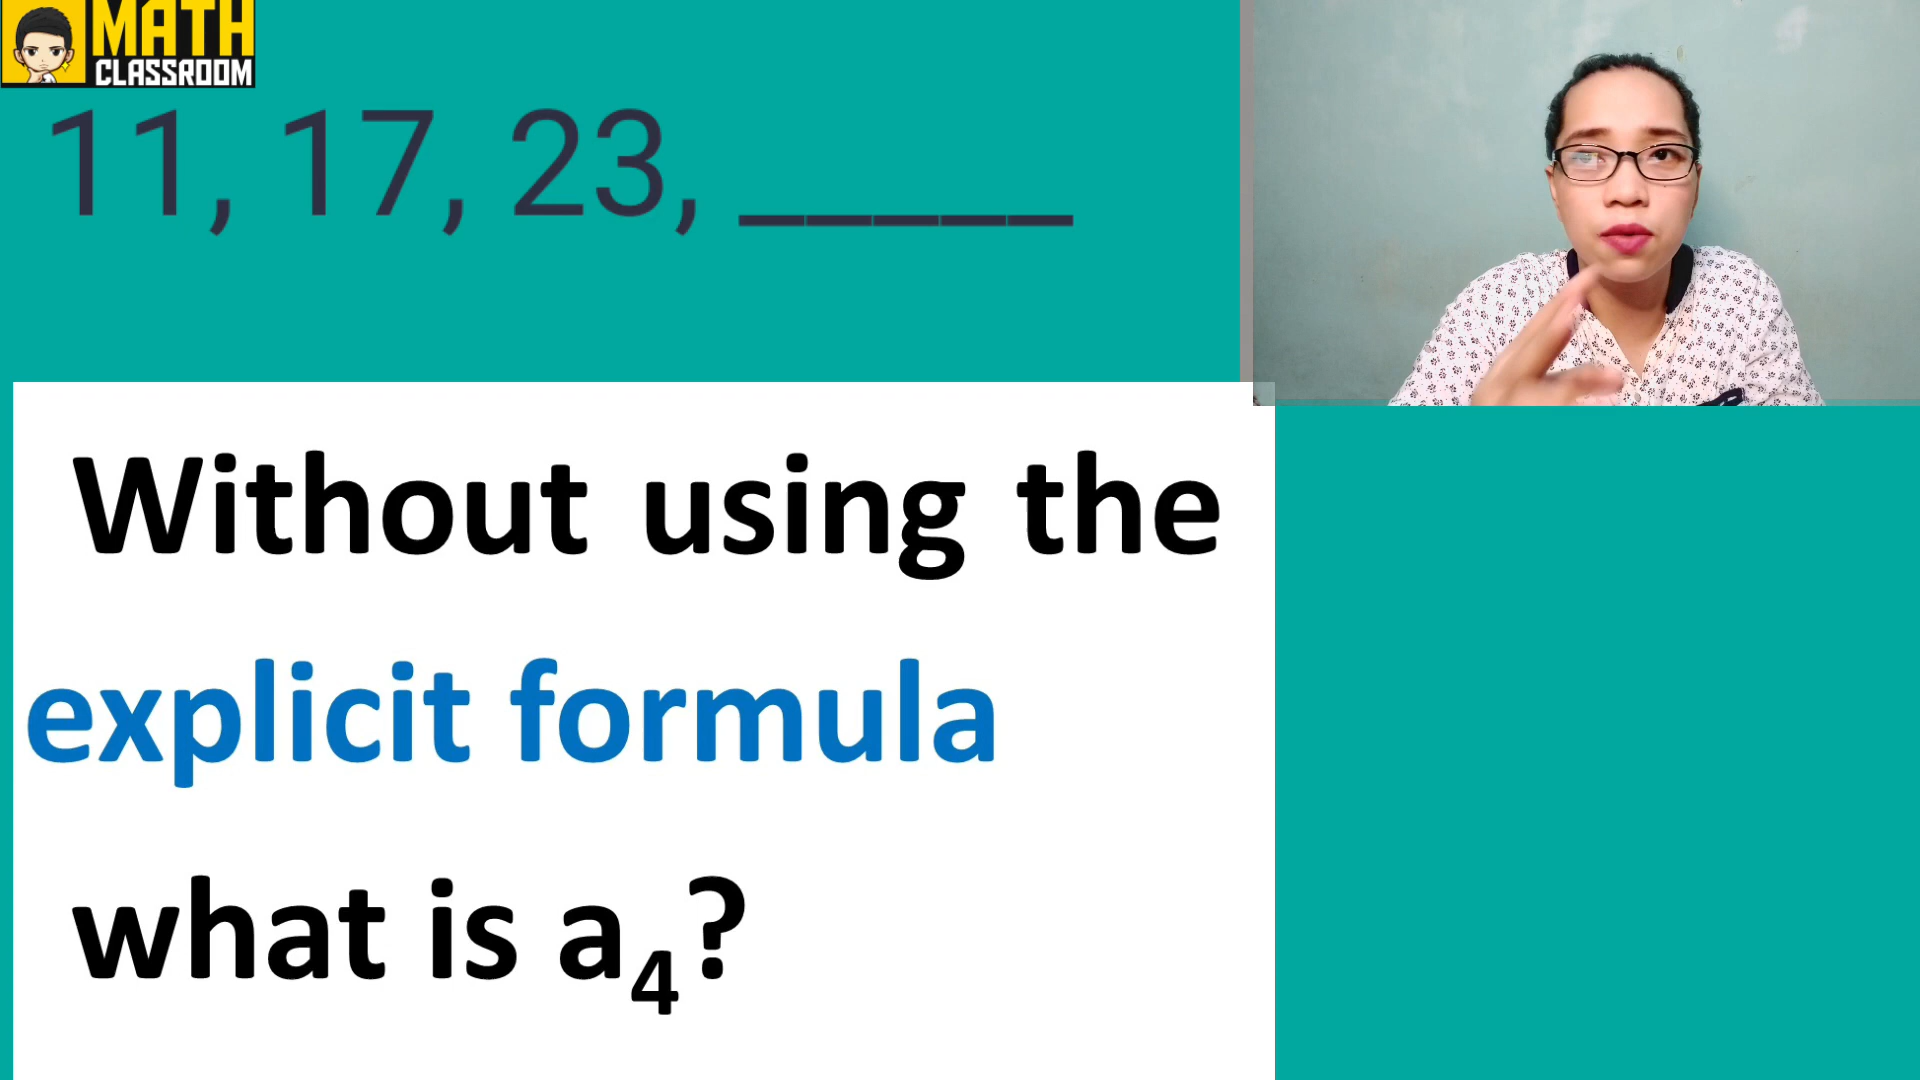 MATH
CLASSROOM
11, 17, 23, _____
Without using the
explicit formula
what is a₄?